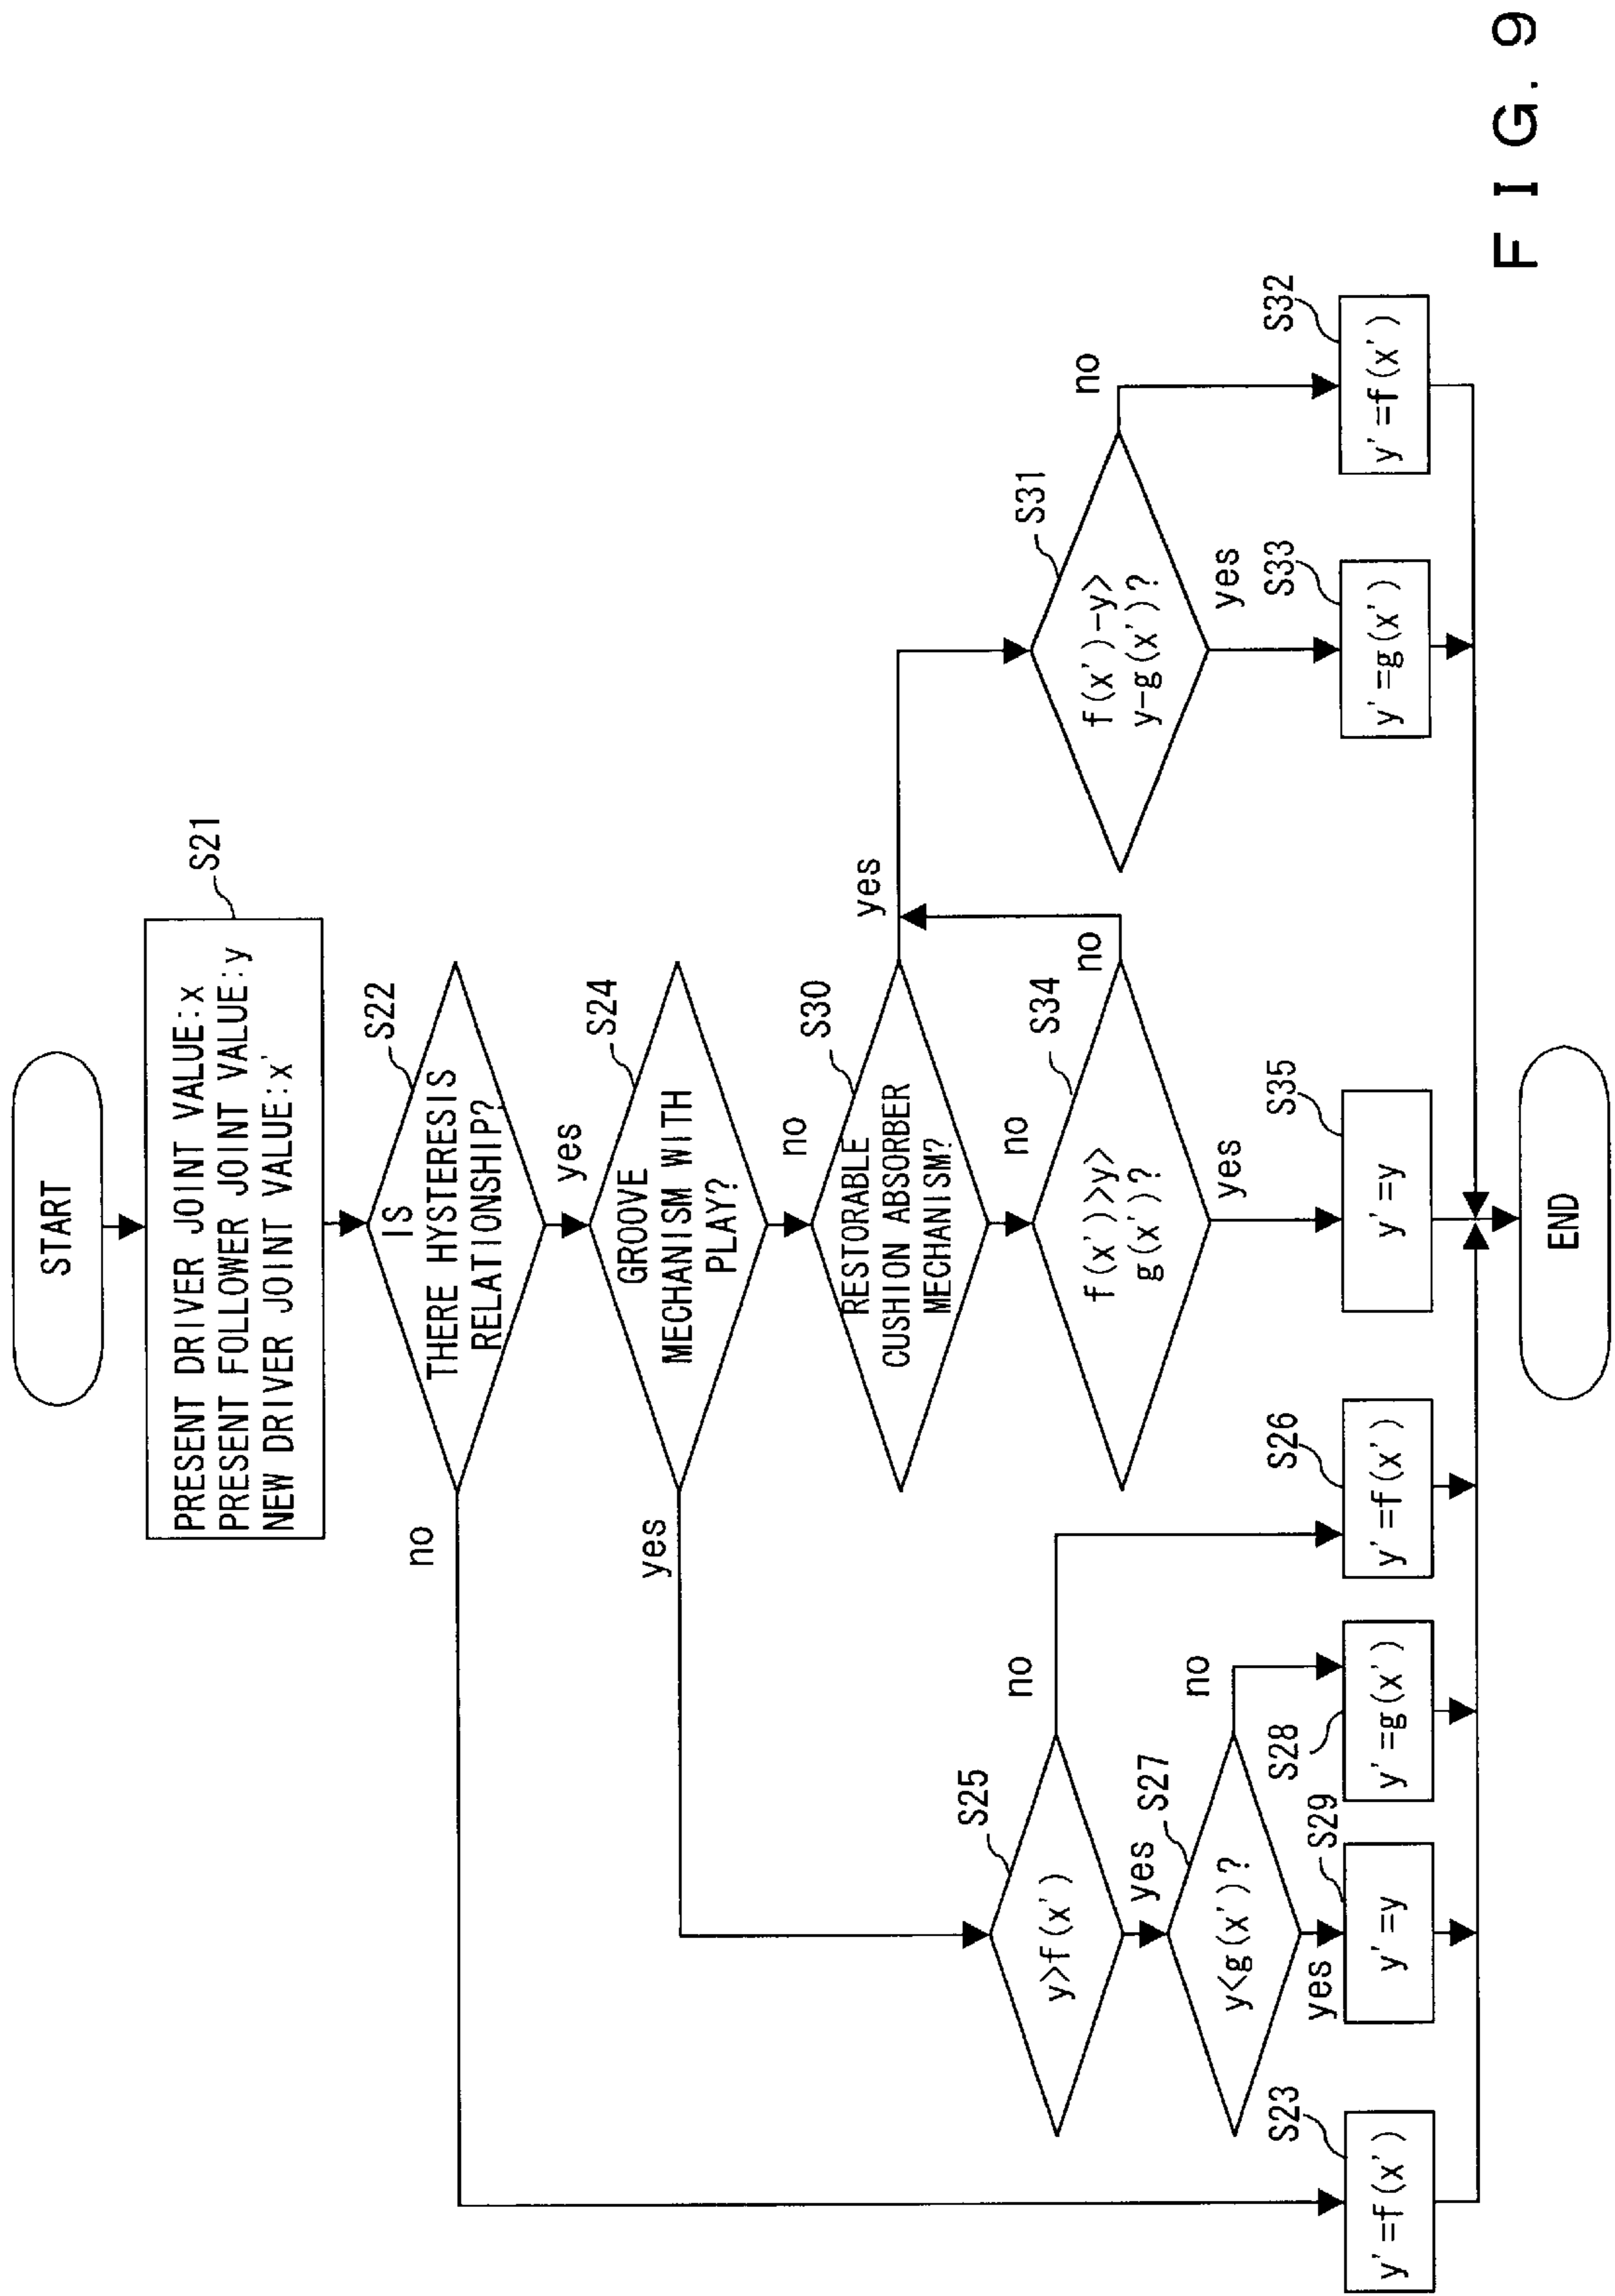 START
S21
PRESENT DRIVER JOINT VALUE:x
PRESENT FOLLOWER JOINT VALUE:y
NEW DRIVER JOINT VALUE:x'
S22
IS
THERE HYSTERESIS
RELATIONSHIP?
no
yes
S24
GROOVE
MECHANISM WITH
PLAY?
yes
no
S30
RESTORABLE
CUSHION ABSORBER
MECHANISM?
yes
no
S25
y>f(x')
no
yes
S34
f(x')>y>
g(x')?
no
yes
S31
f(x')-y>
y-g(x')?
no
yes
S27
y<g(x')?
no
yes
S23
y'=f(x')
S29
y'=y
S28
y'=g(x')
S26
y'=f(x')
S35
y'=y
S33
y'=g(x')
S32
y'=f(x')
END
FIG. 9